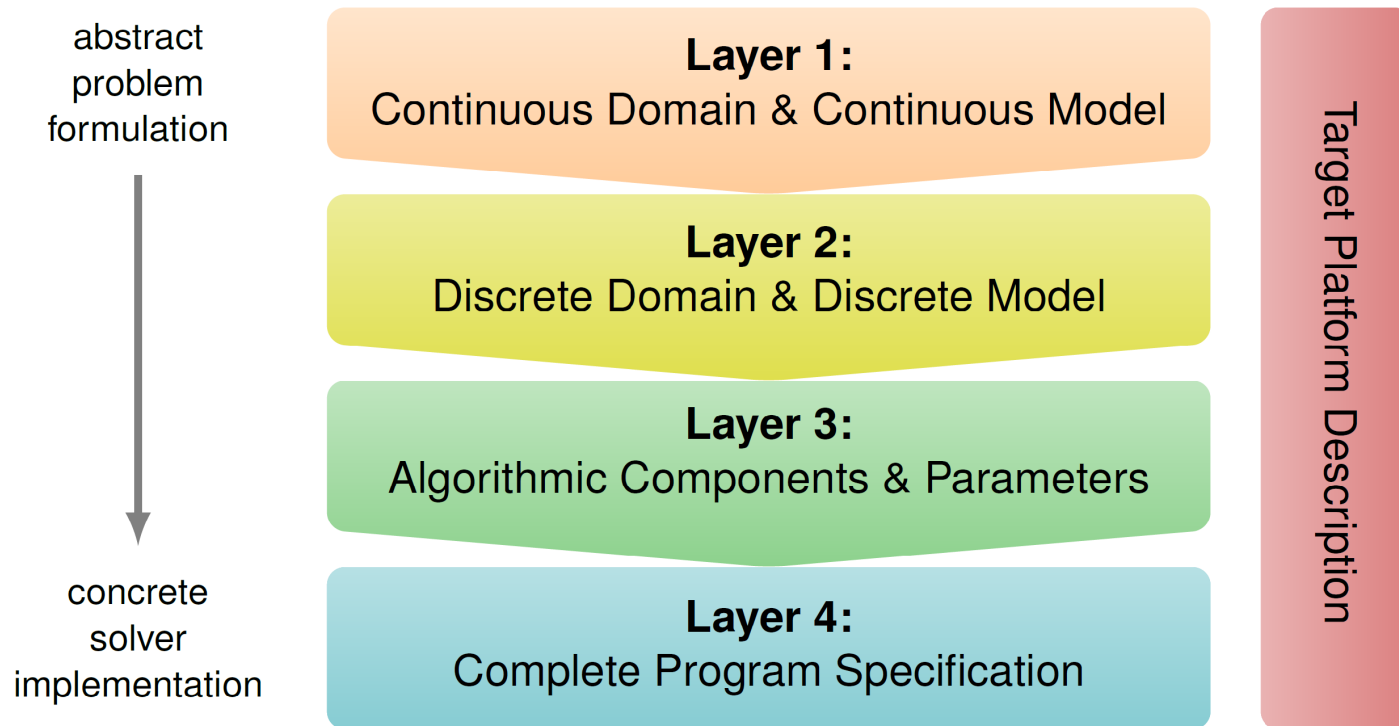 abstract
problem
formulation
concrete
solver
implementation
Layer 1:
Continuous Domain & Continuous Model
Layer 2:
Discrete Domain & Discrete Model
Layer 3:
Algorithmic Components & Parameters
Layer 4:
Complete Program Specification
Target Platform Description